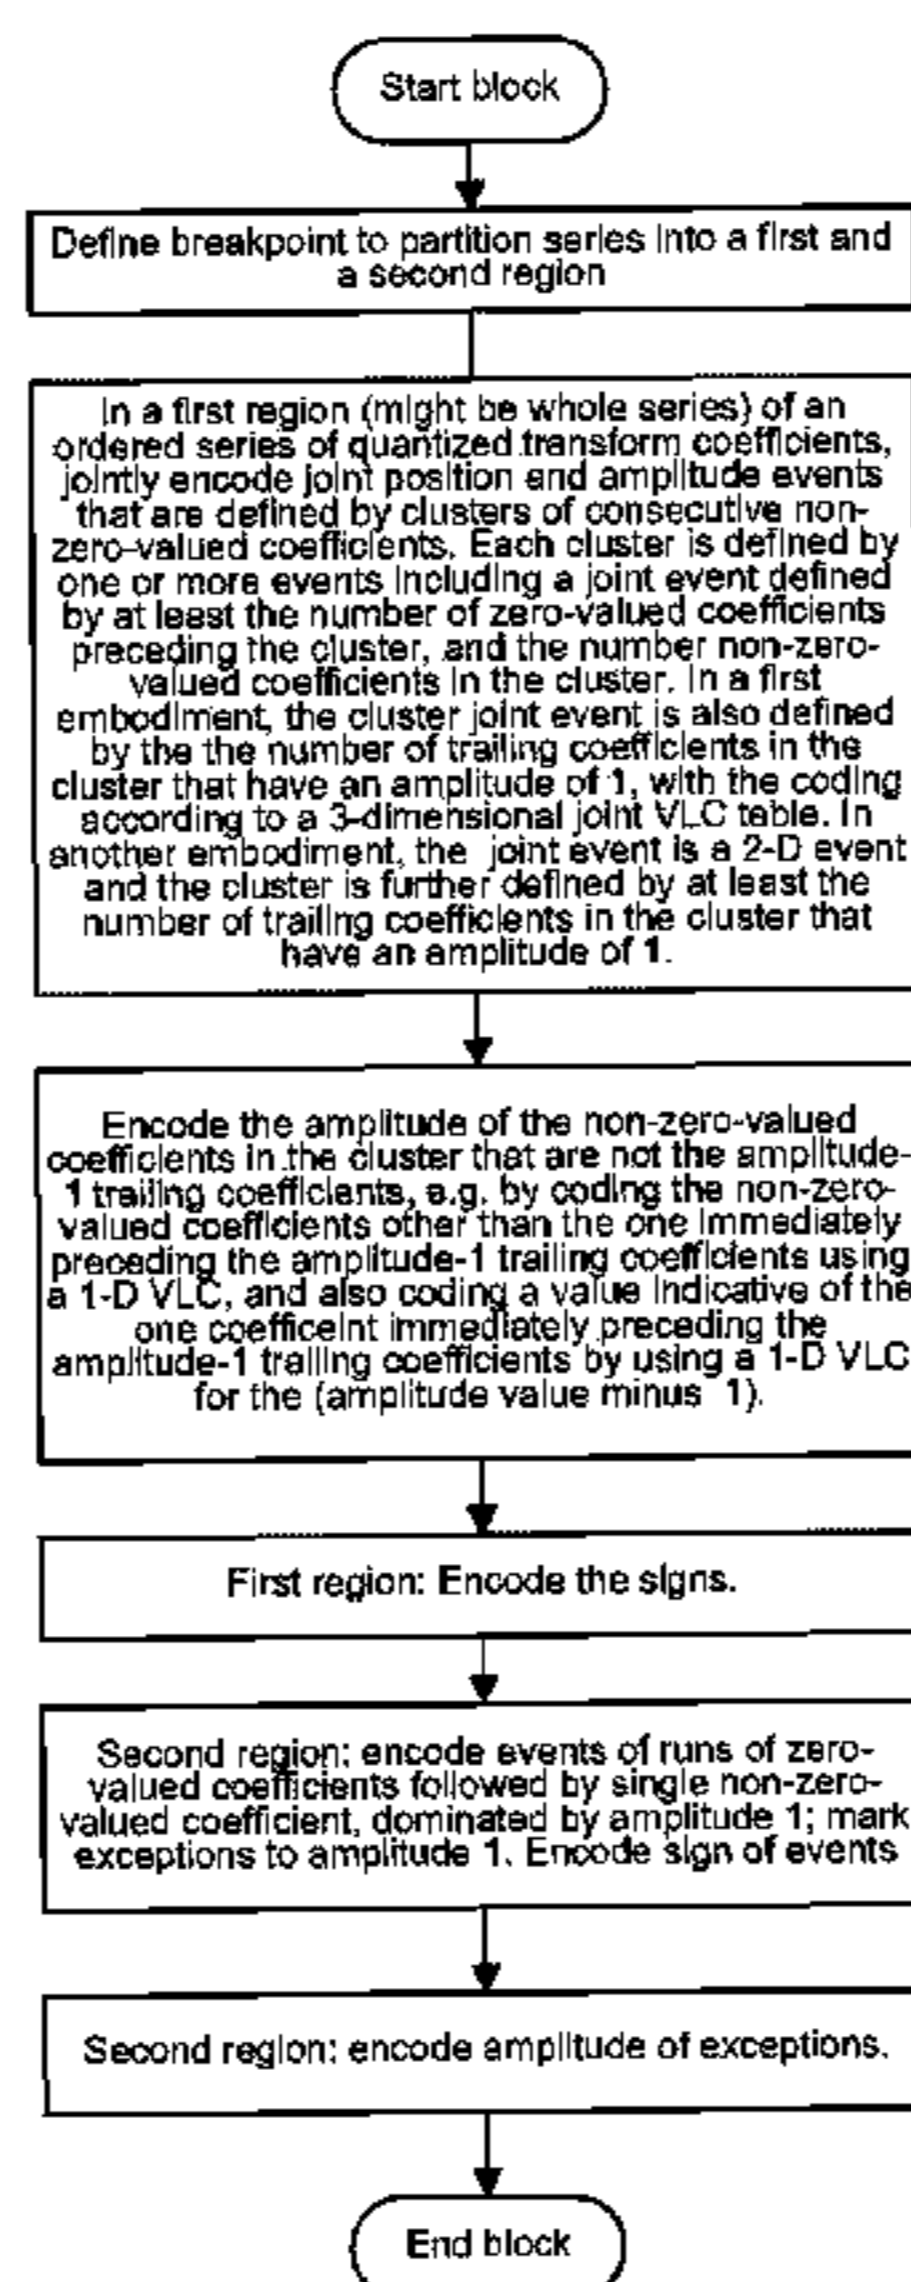 Start block
Define breakpoint to partition series into a first and
a second region
In a first region (might be whole series) of an
ordered series of quantized transform coefficients,
jointly encode joint position and amplitude events
that are defined by clusters of consecutive non-
zero-valued coefficients. Each cluster is defined by
one or more events including a joint event defined
by at least the number of zero-valued coefficients
preceding the cluster, and the number non-zero-
valued coefficients in the cluster. In a first
embodiment, the cluster joint event is also defined
by the the number of trailing coefficients in the
cluster that have an amplitude of 1, with the coding
according to a 3-dimensional joint VLC table. In
another embodiment, the joint event is a 2-D event
and the cluster is further defined by at least the
number of trailing coefficients in the cluster that
have an amplitude of 1.
Encode the amplitude of the non-zero-valued
coefficients in the cluster that are not the amplitude-
1 trailing coefficients, e.g. by coding the non-zero-
valued coefficients other than the one immediately
preceding the amplitude-1 trailing coefficients using
a 1-D VLC, and also coding a value indicative of the
one coefficeint immediately preceding the
amplitude-1 trailing coefficients by using a 1-D VLC
for the (amplitude value minus 1).
First region: Encode the signs.
Second region: encode events of runs of zero-
valued coefficients followed by single non-zero-
valued coefficient, dominated by amplitude 1; mark
exceptions to amplitude 1. Encode sign of events
Second region: encode amplitude of exceptions.
End block